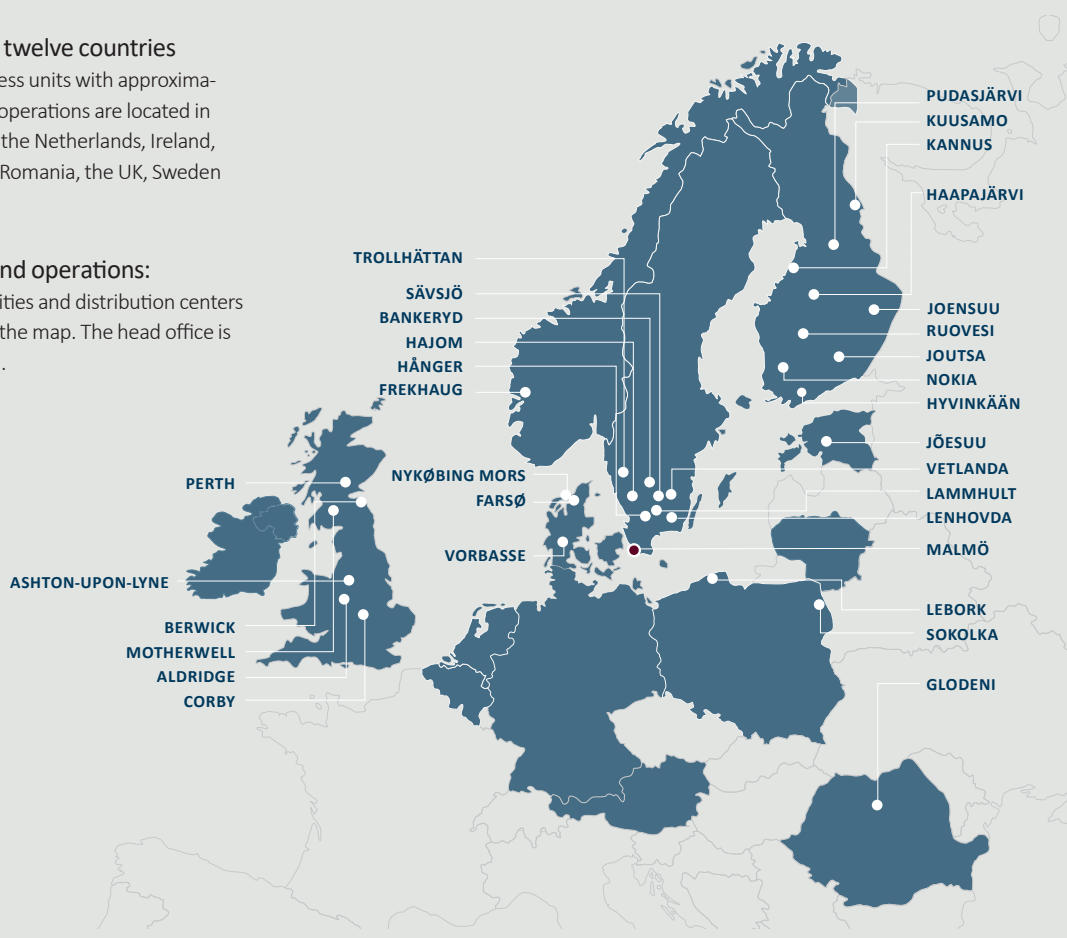 twelve countries
ess units with approxima-
operations are located in
the Netherlands, Ireland,
Romania, the UK, Sweden
nd operations:
ities and distribution centers
the map. The head office is
.
TROLLHÄTTAN
SÄVSJÖ
BANKERYD
HAJOM
HÅNGER
FREKHAUG
NYKØBING MORS
FARSØ
VORBASSE
PERTH
ASHTON-UPON-LYNE
BERWICK
MOTHERWELL
ALDRIDGE
CORBY
PUDASJÄRVI
KUUSAMO
KANNUS
HAAPAJÄRVI
JOENSUU
RUOVESI
JOUTSA
NOKIA
HYVINKÄÄN
JÕESUU
VETLANDA
LAMMHULT
LENHOVDA
MALMÖ
LEBORK
SOKOLKA
GLODENI